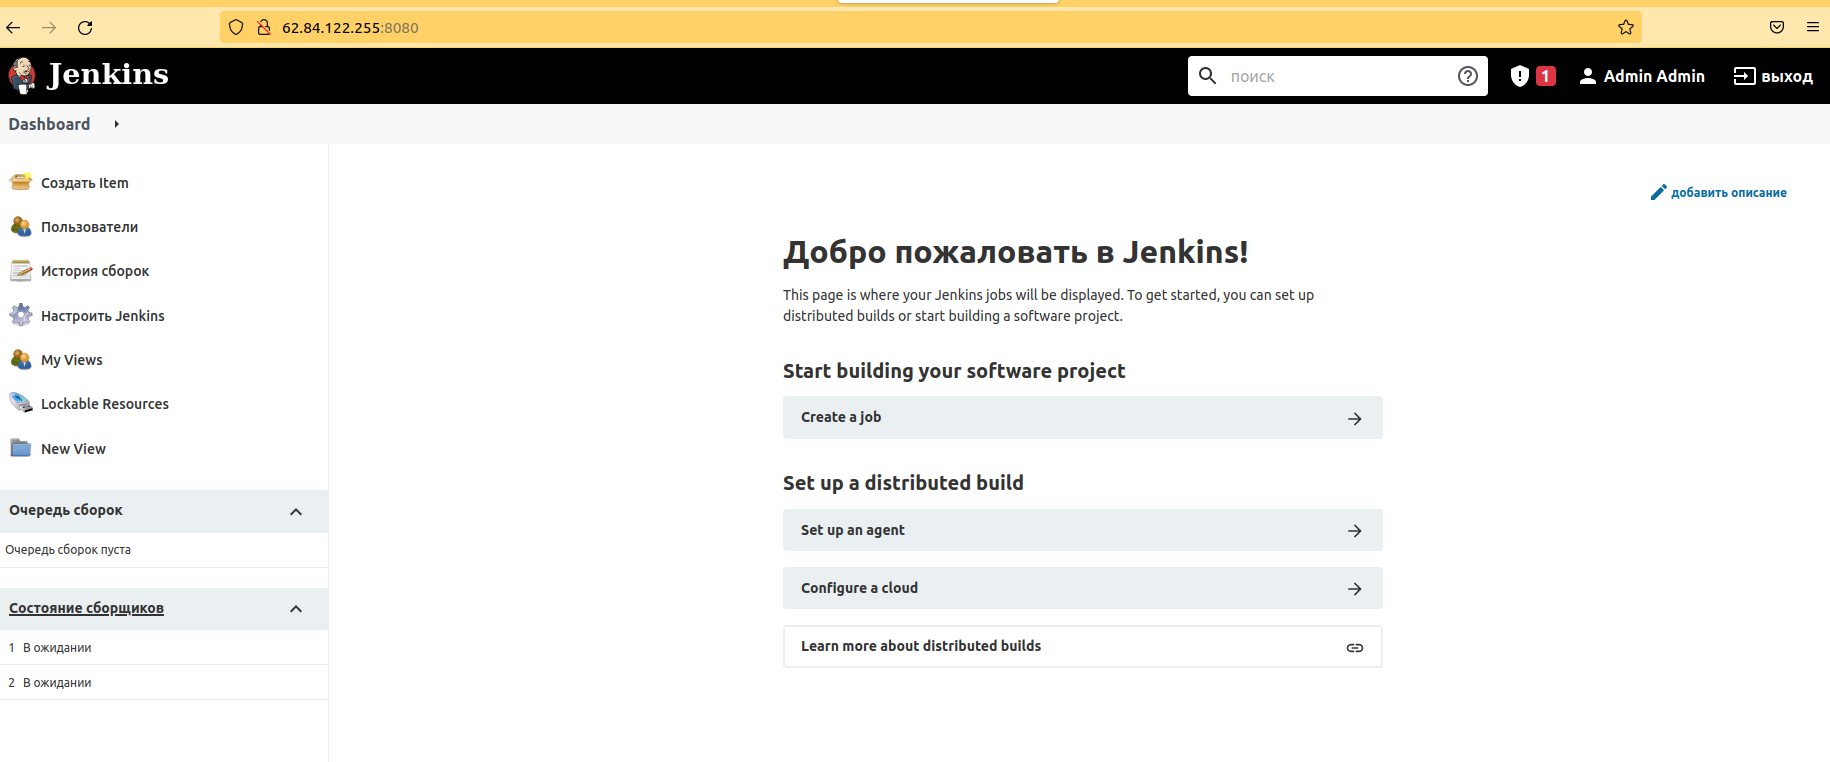 62.84.122.255:8080
Jenkins
поиск
1
Admin Admin
выход
Dashboard
Создать Item
Пользователи
История сборок
Настроить Jenkins
My Views
Lockable Resources
New View
Очередь сборок
Очередь сборок пуста
Состояние сборщиков
1 В ожидании
2 В ожидании
добавить описание
Добро пожаловать в Jenkins!
This page is where your Jenkins jobs will be displayed. To get started, you can set up
distributed builds or start building a software project.
Start building your software project
Create a job
Set up a distributed build
Set up an agent
Configure a cloud
Learn more about distributed builds